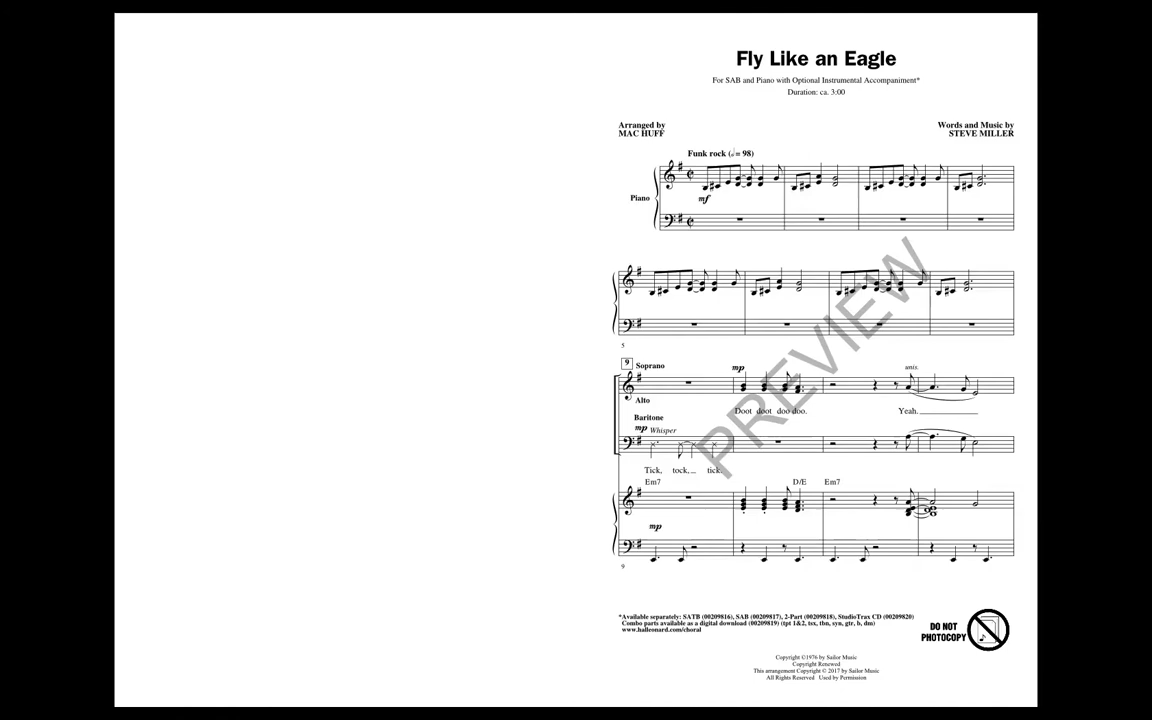 Fly Like an Eagle
For SAB and Piano with Optional Instrumental Accompaniment*
Duration: ca. 3:00
Arranged by
MAC HUFF
Words and Music by
STEVE MILLER
Funk rock (𝅗𝅥 = 98)
Piano
mf
5
9
Soprano
mp
unis.
Alto
Doot doot doo doo. Yeah.
Baritone
mp Whisper
Tick, tock, tick.
Em7 D/E Em7
mp
9
PREVIEW
*Available separately: SATB (00209816), SAB (00209817), 2-Part (00209818), StudioTrax CD (00209820)
Combo parts available as a digital download (00209819) (tpt 1&2, tsx, tbn, syn, gtr, b, dm)
www.halleonard.com/choral
DO NOT
PHOTOCOPY
Copyright ©1976 by Sailor Music
Copyright Renewed
This arrangement Copyright © 2017 by Sailor Music
All Rights Reserved Used by Permission